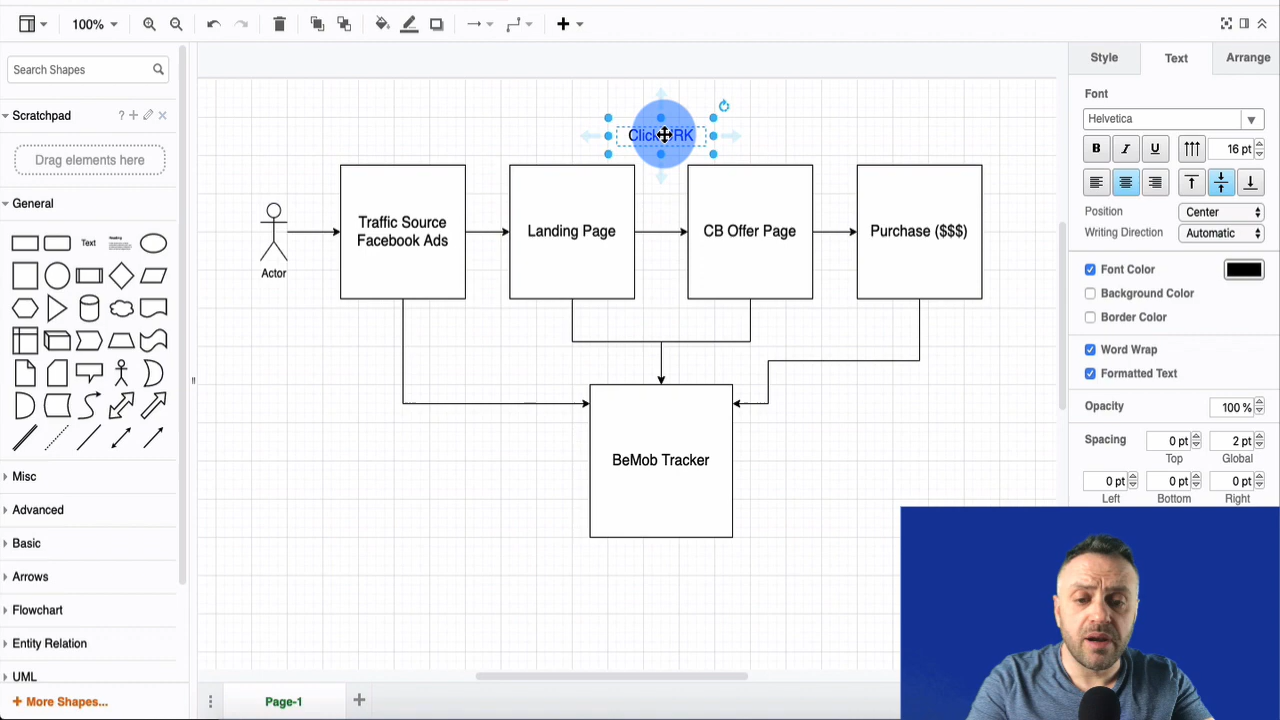 100%
Search Shapes
Scratchpad
?
Drag elements here
General
Text
Heading
Actor
Misc
Advanced
Basic
Arrows
Flowchart
Entity Relation
UML
+ More Shapes...
Traffic Source
Facebook Ads
Landing Page
CB Offer Page
Purchase ($$$)
BeMob Tracker
Page-1
Style
Text
Arrange
Font
Helvetica
B
I
U
16 pt
Position
Center
Writing Direction
Automatic
Font Color
Background Color
Border Color
Word Wrap
Formatted Text
Opacity
100 %
Spacing
0 pt
2 pt
Top
Global
0 pt
0 pt
0 pt
Left
Bottom
Right